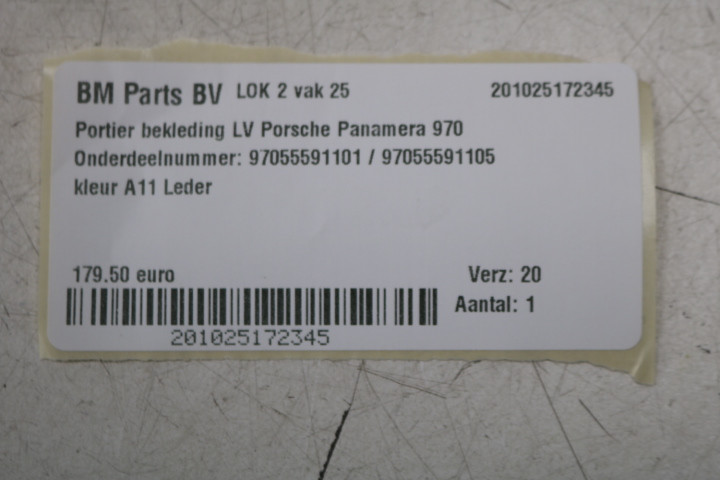 BM Parts BV LOK 2 vak 25 201025172345
Portier bekleding LV Porsche Panamera 970
Onderdeelnummer: 97055591101 / 97055591105
kleur A11 Leder
179.50 euro Verz: 20
Aantal: 1
201025172345